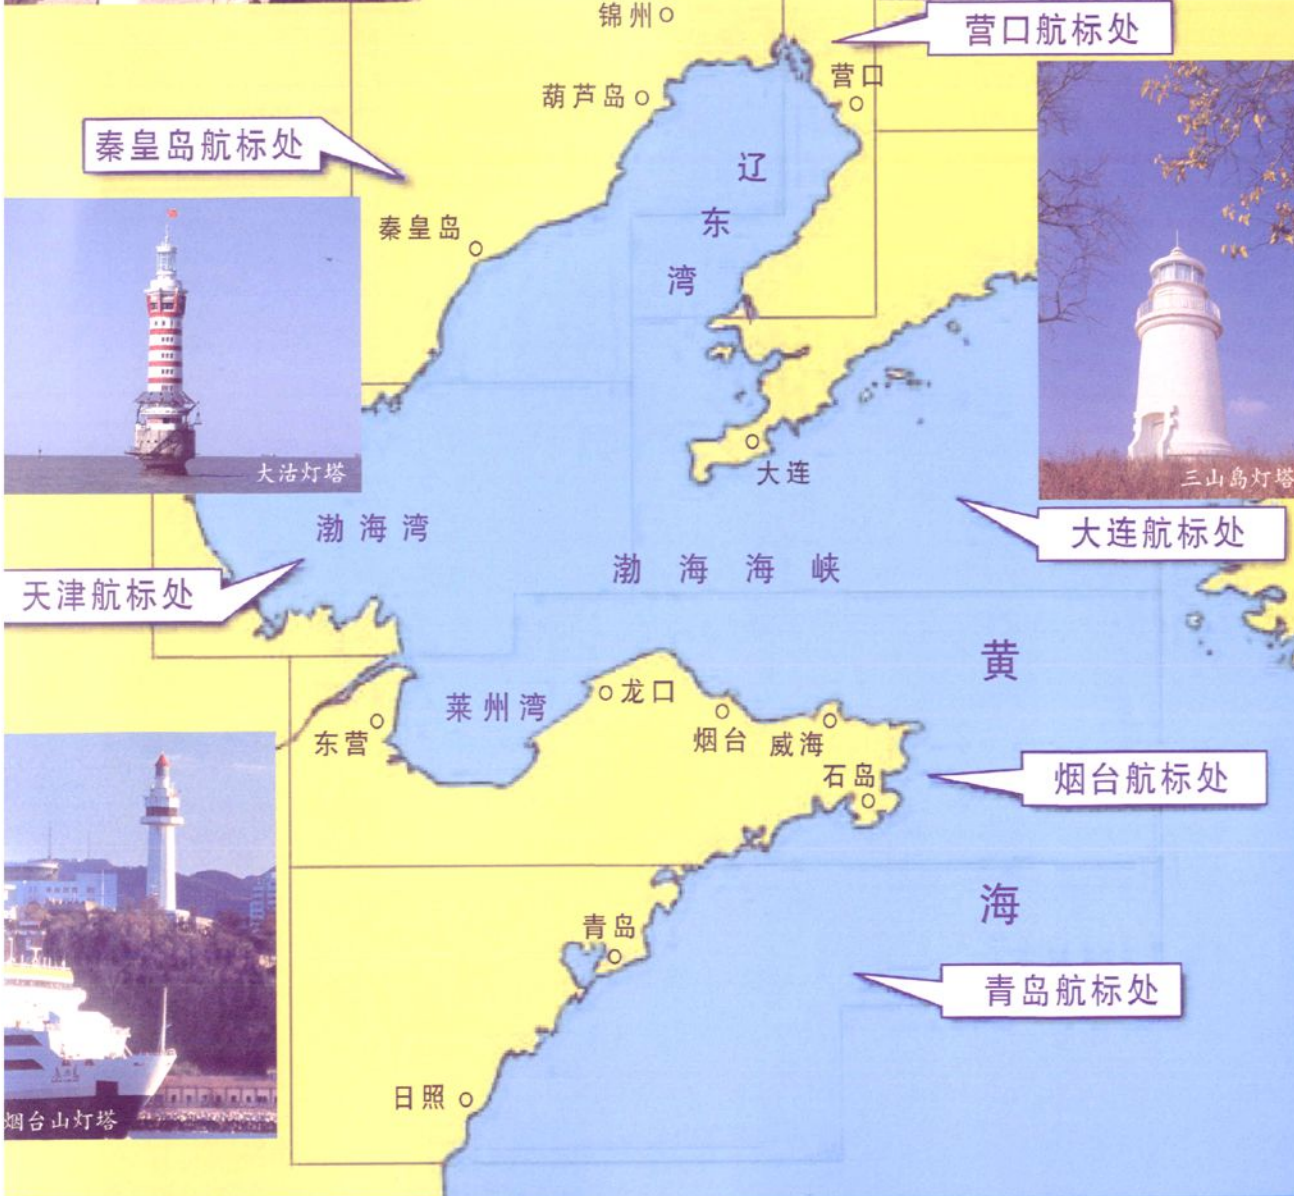 锦州
营口航标处
营口
葫芦岛
秦皇岛航标处
辽东湾
秦皇岛
大沽灯塔
三山岛灯塔
大连
大连航标处
渤海湾
渤海海峡
天津航标处
黄海
莱州湾
龙口
东营
烟台
威海
石岛
烟台航标处
青岛
青岛航标处
日照
烟台山灯塔